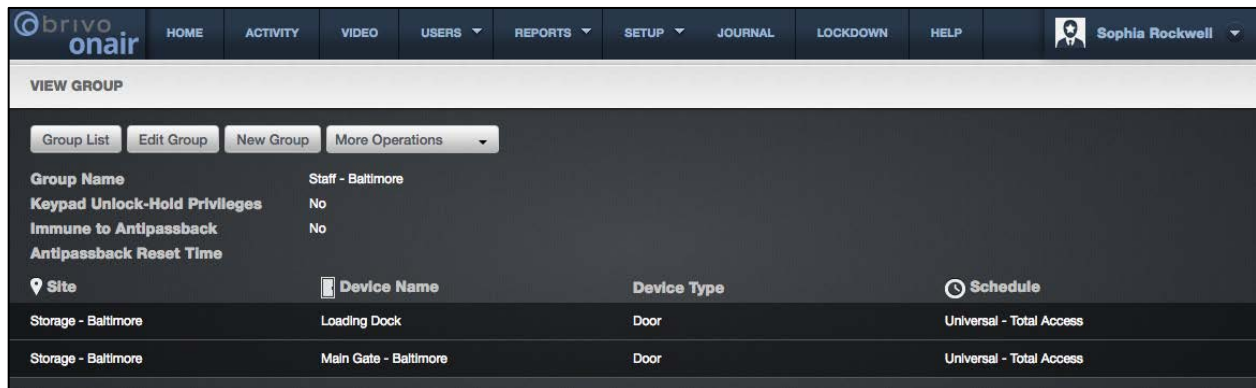 brivo onair HOME ACTIVITY VIDEO USERS REPORTS SETUP JOURNAL LOCKDOWN HELP Sophia Rockwell
VIEW GROUP
Group List Edit Group New Group More Operations
Group Name Staff - Baltimore
Keypad Unlock-Hold Privileges No
Immune to Antipassback No
Antipassback Reset Time
Site Device Name Device Type Schedule
Storage - Baltimore Loading Dock Door Universal - Total Access
Storage - Baltimore Main Gate - Baltimore Door Universal - Total Access